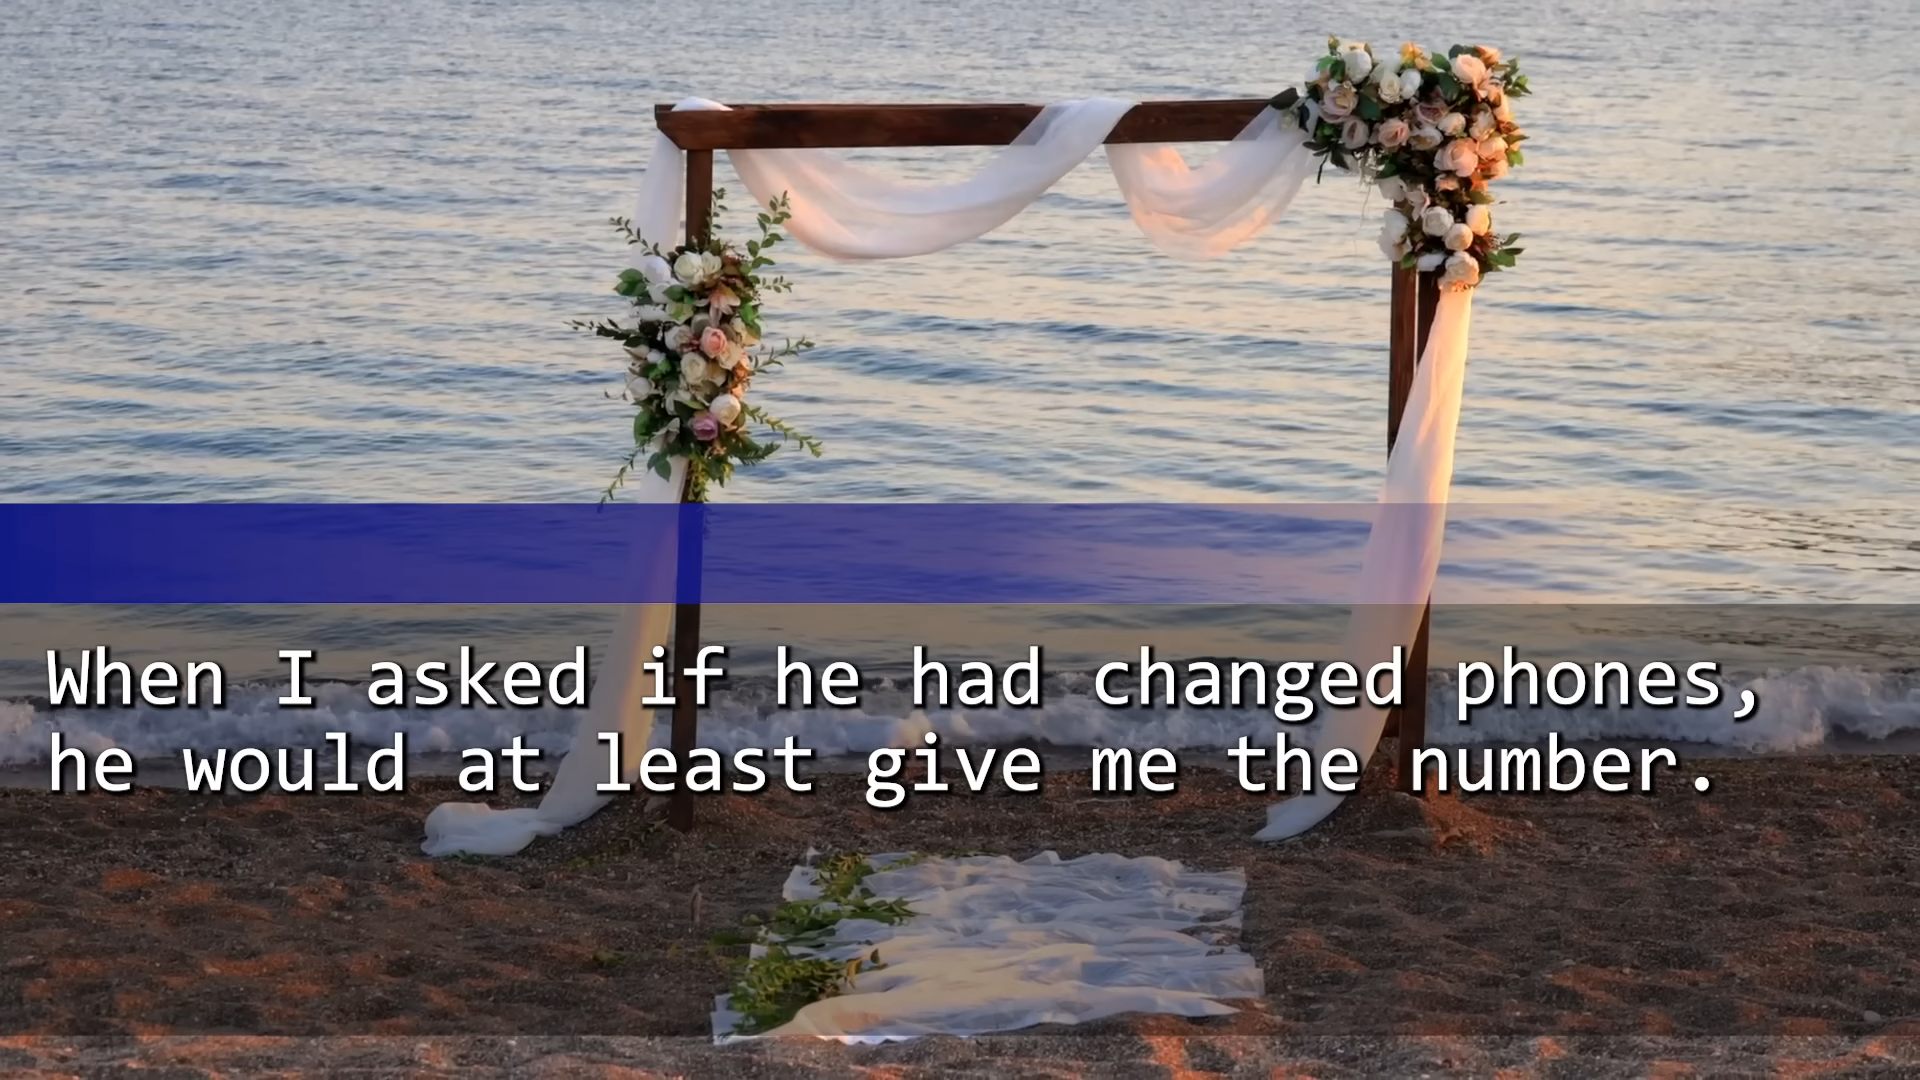 When I asked if he had changed phones,
he would at least give me the number.